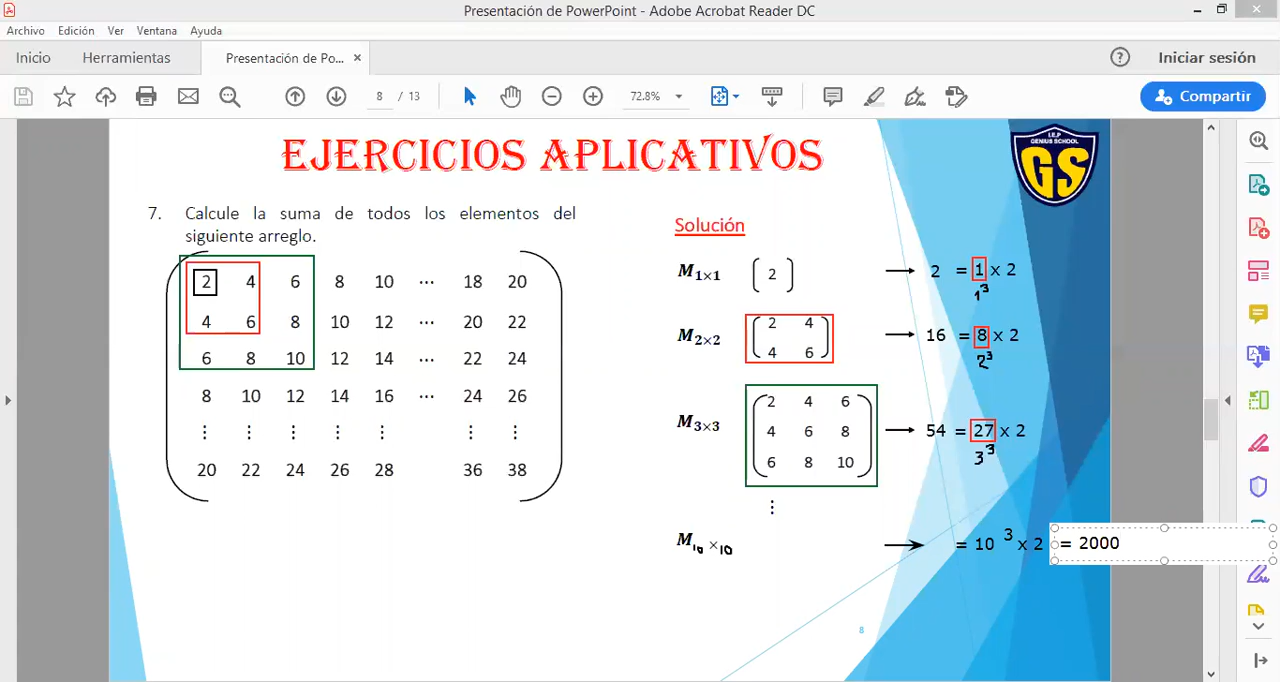 Presentación de PowerPoint - Adobe Acrobat Reader DC
Archivo Edición Ver Ventana Ayuda
Inicio Herramientas Presentación de Po... × ? Iniciar sesión
8 / 13 72.8% Compartir
EJERCICIOS APLICATIVOS
I.E.P
GENIUS SCHOOL
GS
7. Calcule la suma de todos los elementos del
siguiente arreglo.
2 4 6 8 10 ... 18 20
4 6 8 10 12 ... 20 22
6 8 10 12 14 ... 22 24
8 10 12 14 16 ... 24 26
⋮ ⋮ ⋮ ⋮ ⋮ ⋮ ⋮
20 22 24 26 28 36 38
Solución
M1×1 (2) → 2 = 1 x 2
1³
M2×2 → 16 = 8 x 2
2 4
4 6
2³
M3×3 → 54 = 27 x 2
2 4 6
4 6 8
6 8 10
3³
⋮
M10×10 → = 10 3 x 2 = 2000
8